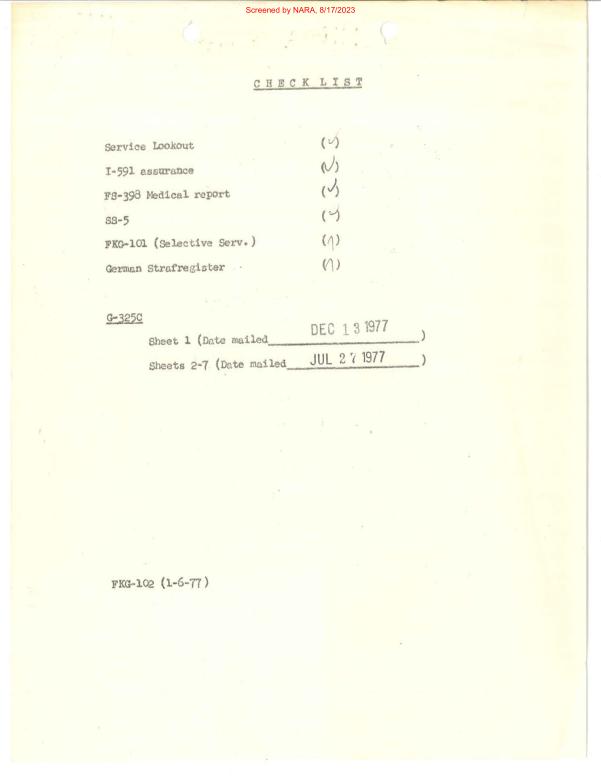 Screened by NARA, 8/17/2023
CHECK LIST
Service Lookout (✓)
I-591 assurance (✓)
FS-398 Medical report (✓)
SS-5 (✓)
FKG-101 (Selective Serv.) ( )
German Strafregister ( )
G-325C
Sheet 1 (Date mailed DEC 13 1977 )
Sheets 2-7 (Date mailed JUL 27 1977 )
FKG-102 (1-6-77)